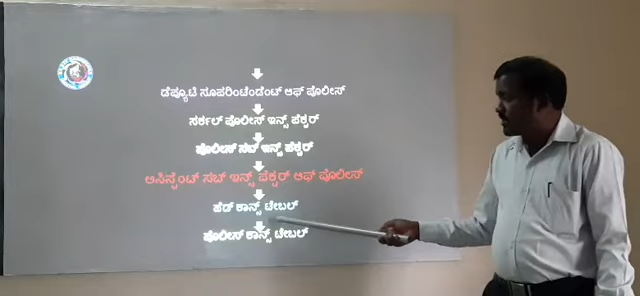 ಡೆಪ್ಯೂಟಿ ಸೂಪರಿಂಟೆಂಡೆಂಟ್ ಆಫ್ ಪೊಲೀಸ್
ಸರ್ಕಲ್ ಪೊಲೀಸ್ ಇನ್ಸ್ ಪೆಕ್ಟರ್
ಪೊಲೀಸ್ ಸಬ್ ಇನ್ಸ್ ಪೆಕ್ಟರ್
ಅಸಿಸ್ಟೆಂಟ್ ಸಬ್ ಇನ್ಸ್ ಪೆಕ್ಟರ್ ಆಫ್ ಪೊಲೀಸ್
ಹೆಡ್ ಕಾನ್ಸ್ ಟೇಬಲ್
ಪೊಲೀಸ್ ಕಾನ್ಸ್ ಟೇಬಲ್